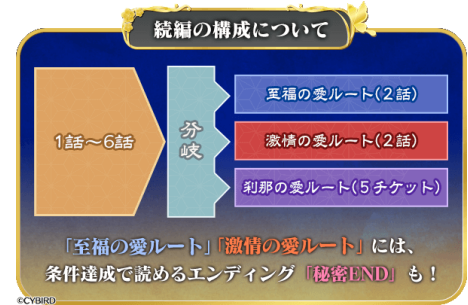 続編の構成について
1話~6話
分岐
至福の愛ルート(2話)
激情の愛ルート(2話)
刹那の愛ルート(5チケット)
「至福の愛ルート」「激情の愛ルート」には、
条件達成で読めるエンディング『秘密END』も!
©CYBIRD